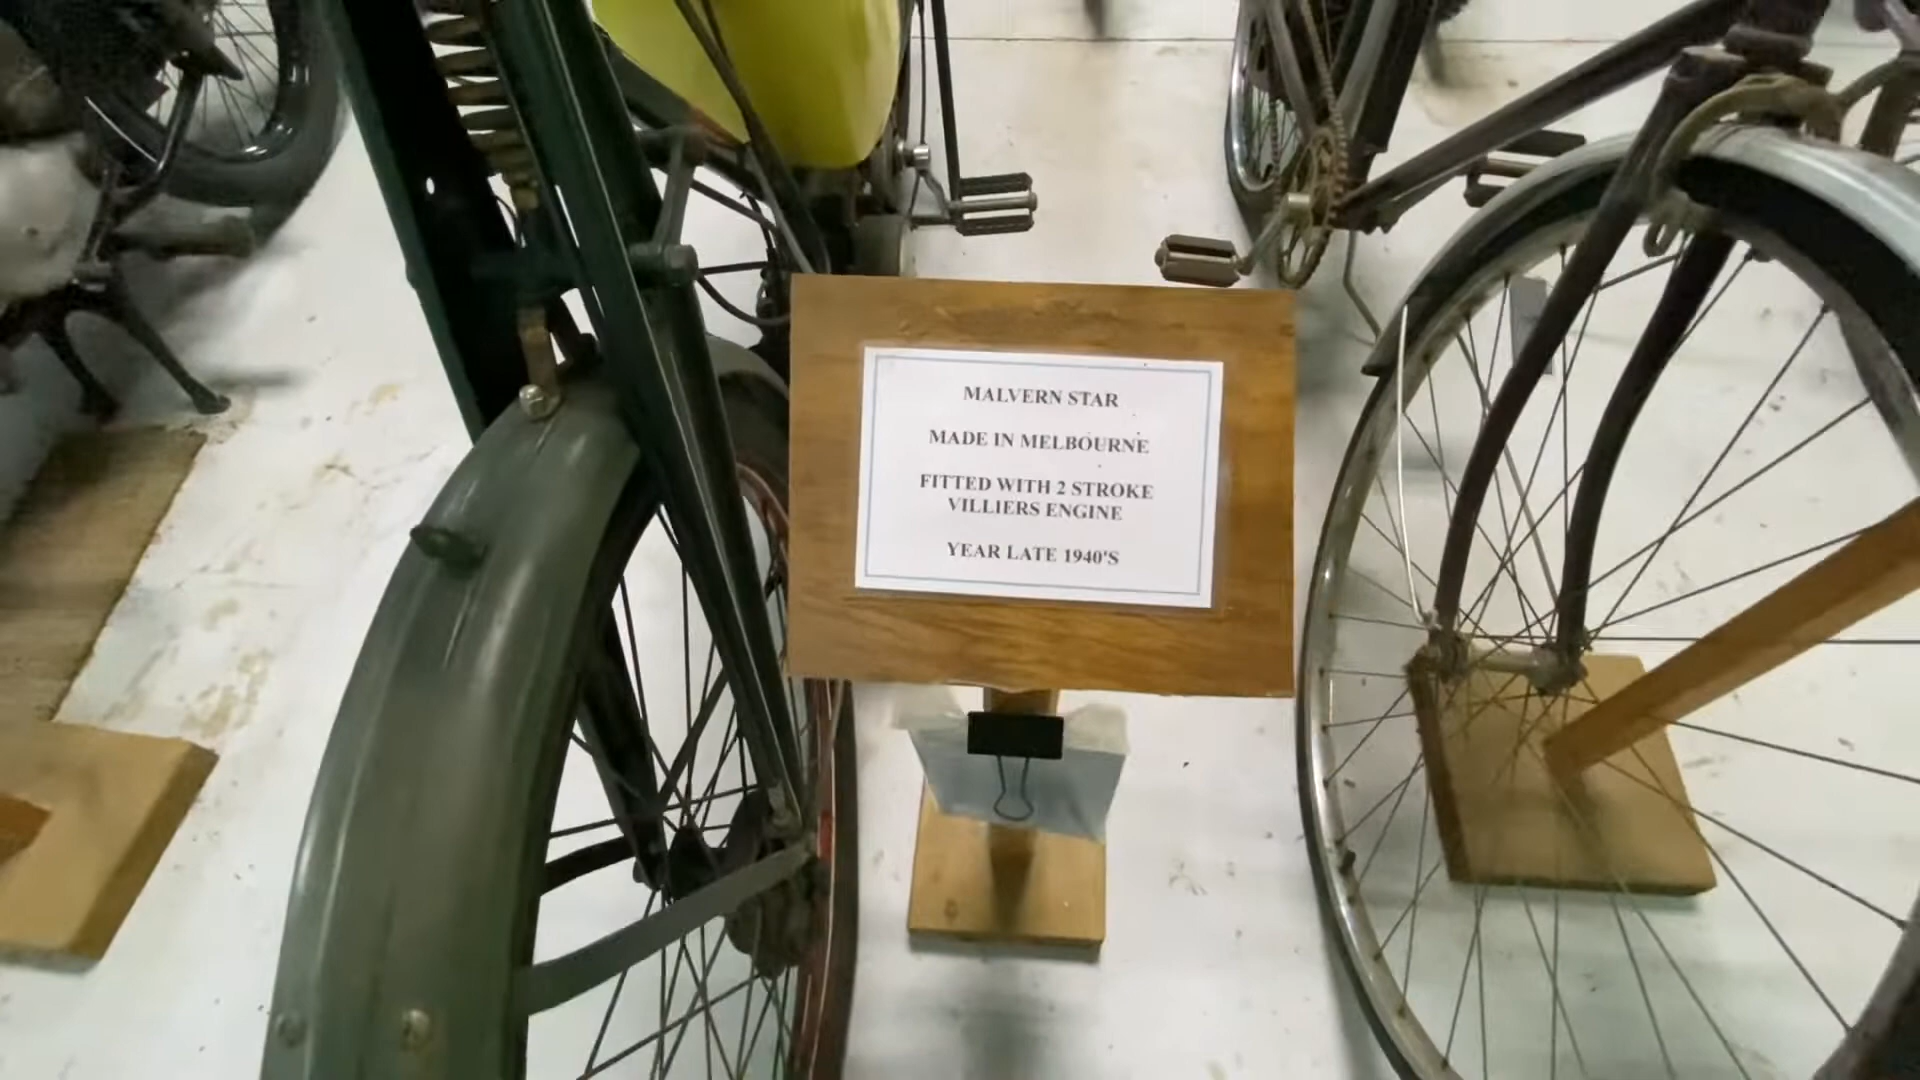 MALVERN STAR
MADE IN MELBOURNE
FITTED WITH 2 STROKE
VILLIERS ENGINE
YEAR LATE 1940'S